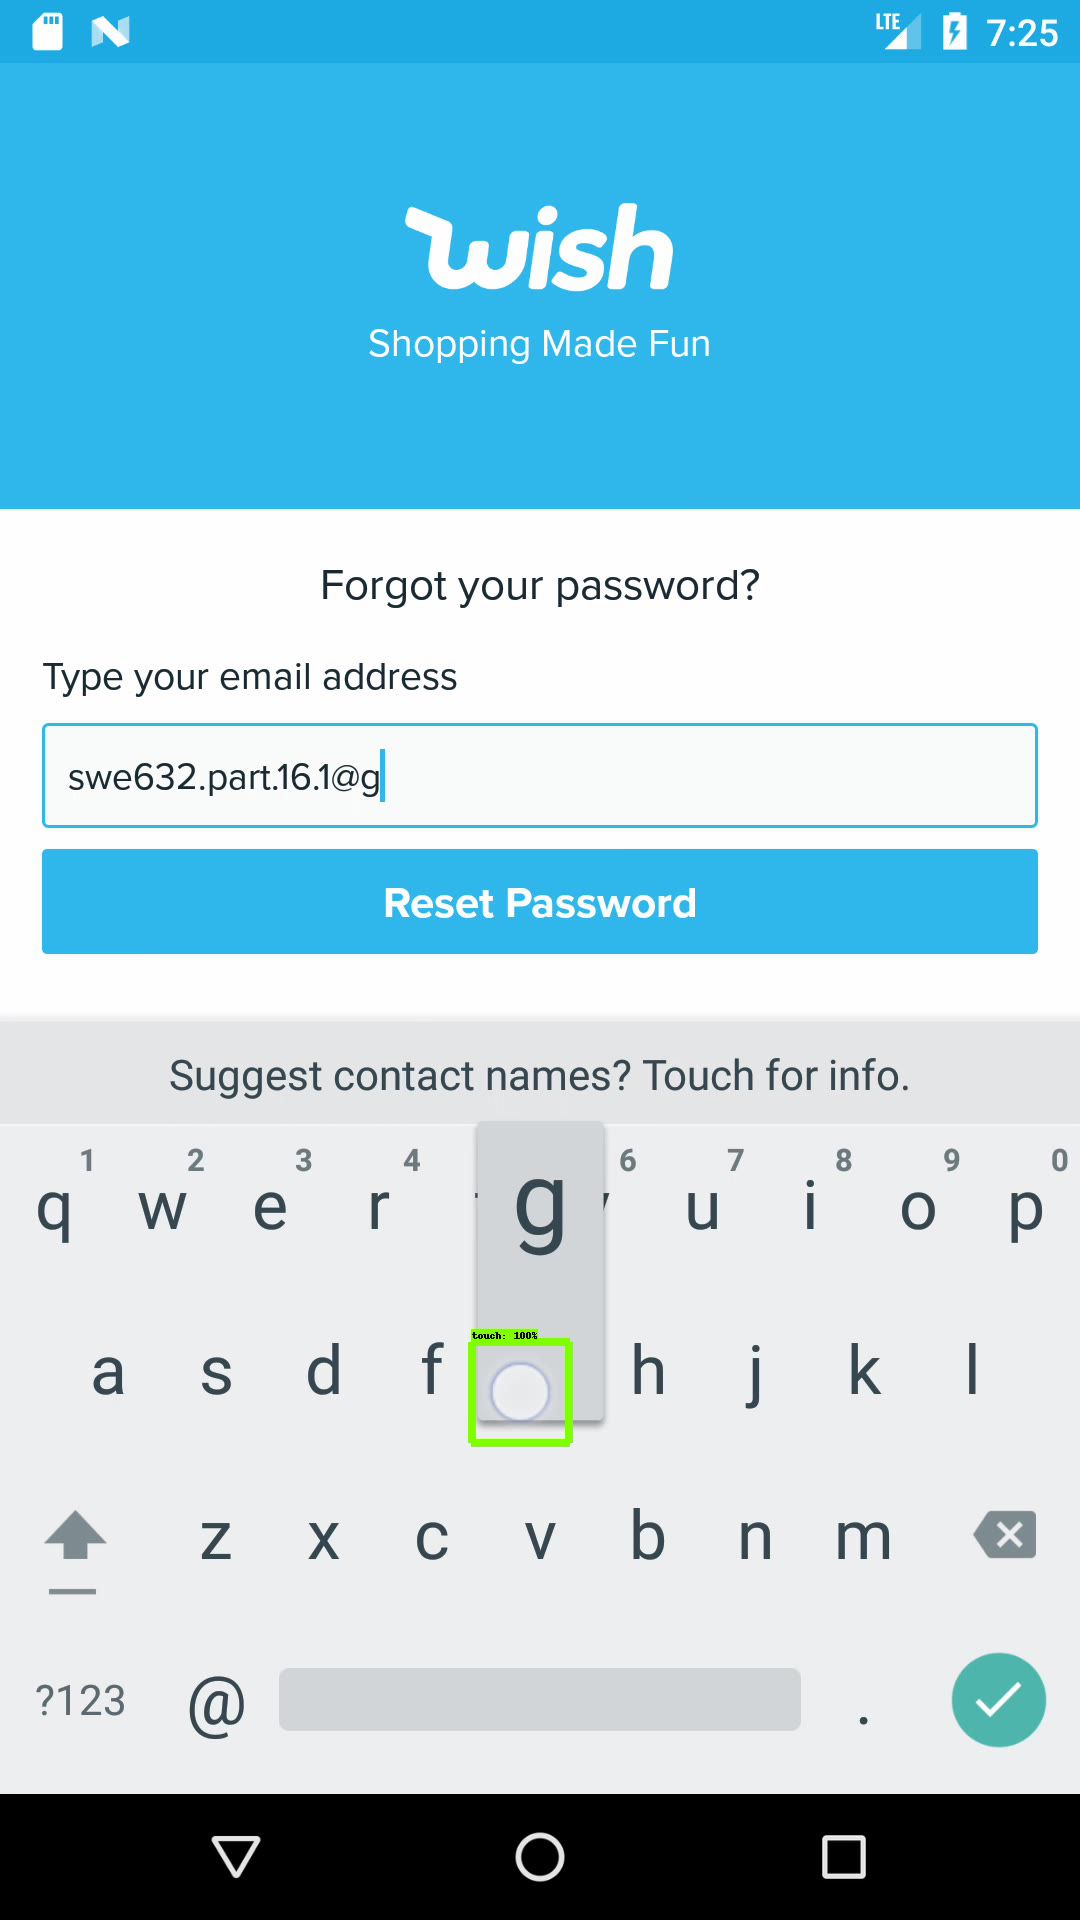 LTE 7:25
wish
Shopping Made Fun
Forgot your password?
Type your email address
swe632.part.16.1@g
Reset Password
Suggest contact names? Touch for info.
1 2 3 4 6 7 8 9 0
q w e r g u i o p
touch: 100%
a s d f h j k l
z x c v b n m
?123 @ .